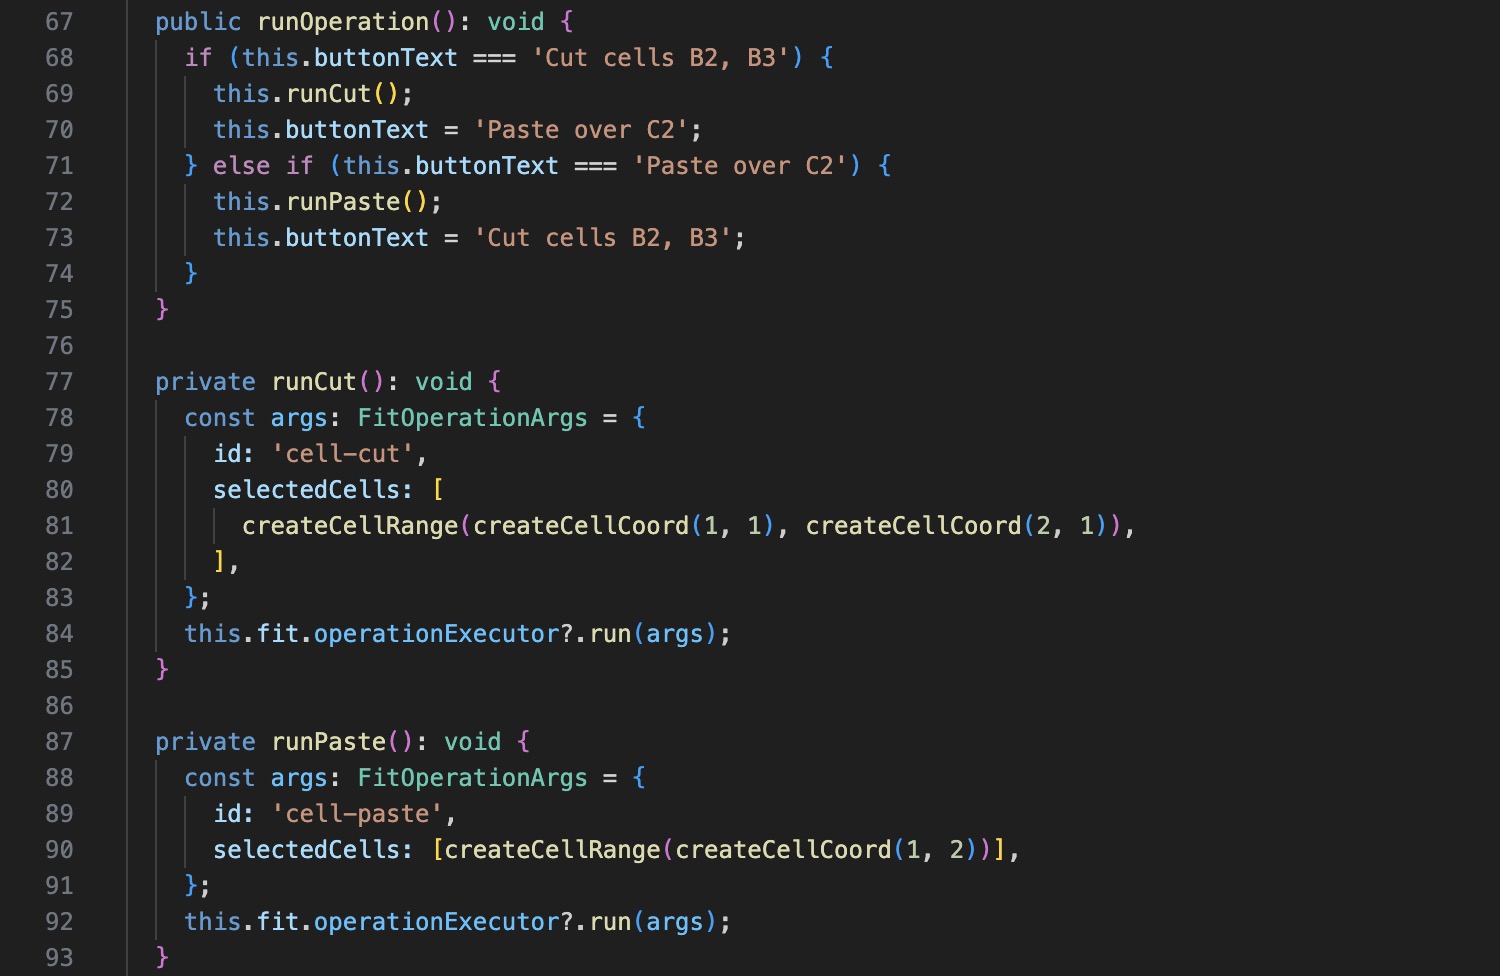 67 public runOperation(): void {
68 if (this.buttonText === 'Cut cells B2, B3') {
69 this.runCut();
70 this.buttonText = 'Paste over C2';
71 } else if (this.buttonText === 'Paste over C2') {
72 this.runPaste();
73 this.buttonText = 'Cut cells B2, B3';
74 }
75 }
76
77 private runCut(): void {
78 const args: FitOperationArgs = {
79 id: 'cell-cut',
80 selectedCells: [
81 createCellRange(createCellCoord(1, 1), createCellCoord(2, 1)),
82 ],
83 };
84 this.fit.operationExecutor?.run(args);
85 }
86
87 private runPaste(): void {
88 const args: FitOperationArgs = {
89 id: 'cell-paste',
90 selectedCells: [createCellRange(createCellCoord(1, 2))],
91 };
92 this.fit.operationExecutor?.run(args);
93 }